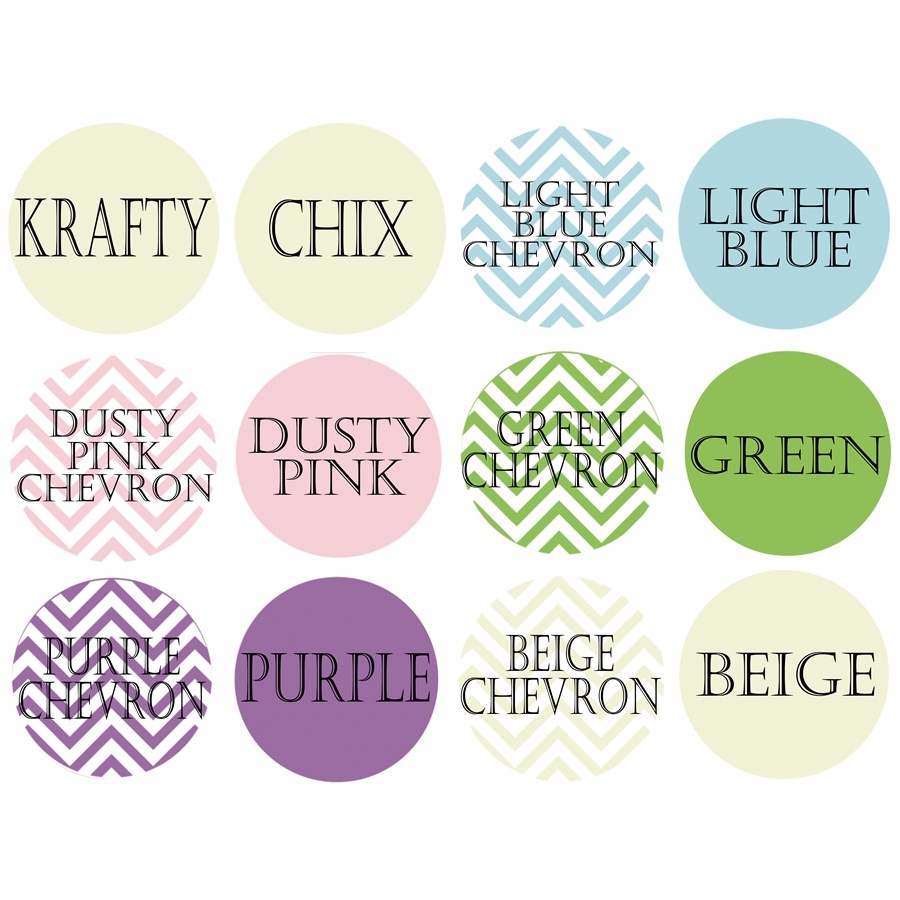 KRAFTY
CHIX
LIGHT
BLUE
CHEVRON
LIGHT
BLUE
DUSTY
PINK
CHEVRON
DUSTY
PINK
GREEN
CHEVRON
GREEN
PURPLE
CHEVRON
PURPLE
BEIGE
CHEVRON
BEIGE